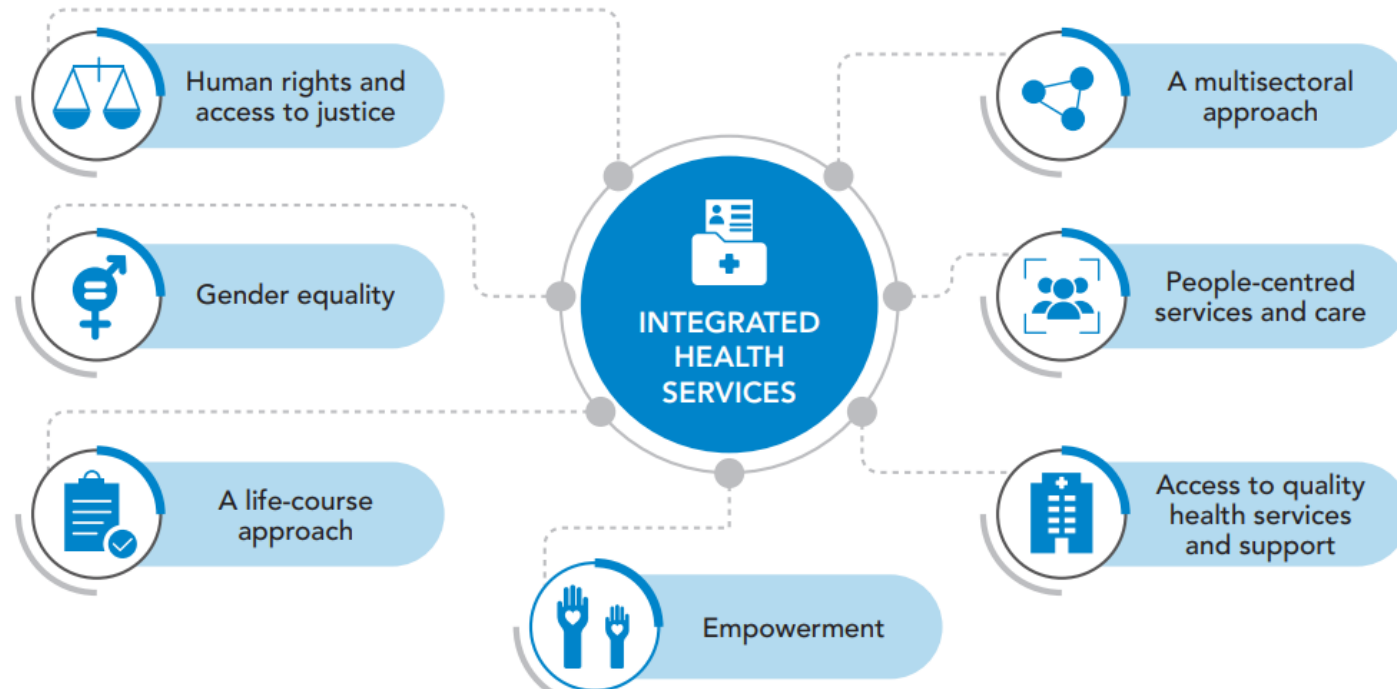 Human rights and
access to justice
Gender equality
A life-course
approach
INTEGRATED
HEALTH
SERVICES
Empowerment
A multisectoral
approach
People-centred
services and care
Access to quality
health services
and support